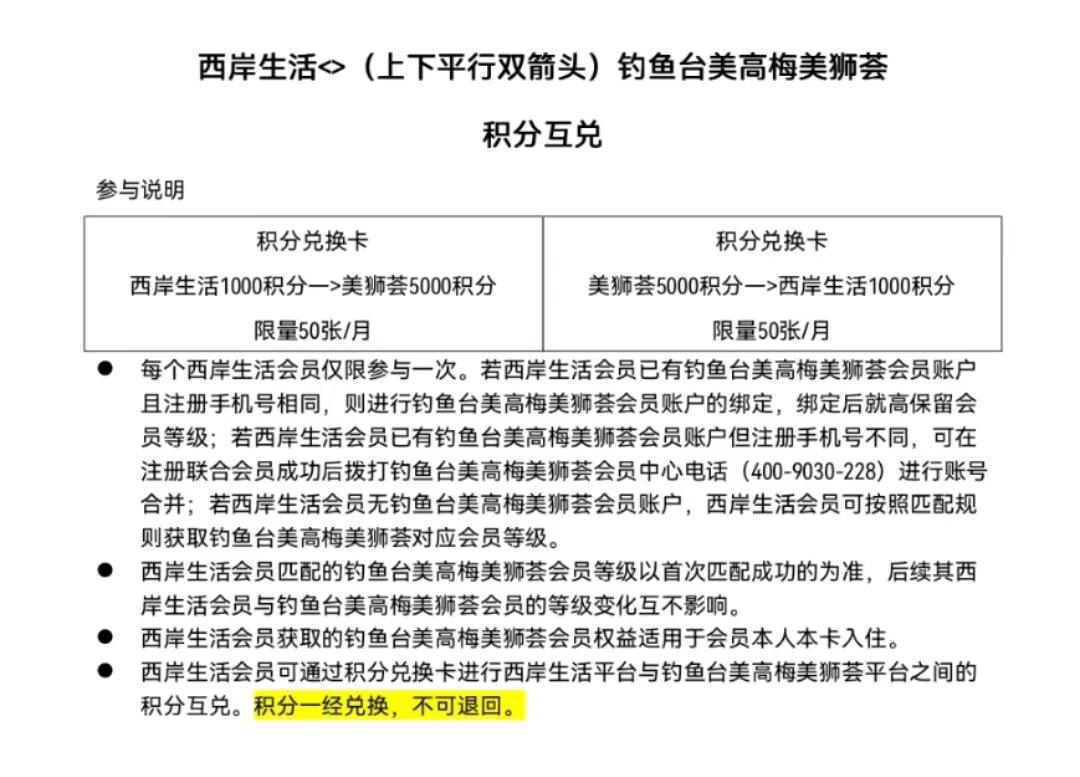 西岸生活<>（上下平行双箭头）钓鱼台美高梅美狮荟
积分互兑
参与说明
积分兑换卡
西岸生活1000积分—>美狮荟5000积分
限量50张/月
积分兑换卡
美狮荟5000积分—>西岸生活1000积分
限量50张/月
● 每个西岸生活会员仅限参与一次。若西岸生活会员已有钓鱼台美高梅美狮荟会员账户
且注册手机号相同，则进行钓鱼台美高梅美狮荟会员账户的绑定，绑定后就高保留会
员等级；若西岸生活会员已有钓鱼台美高梅美狮荟会员账户但注册手机号不同，可在
注册联合会员成功后拨打钓鱼台美高梅美狮荟会员中心电话（400-9030-228）进行账号
合并；若西岸生活会员无钓鱼台美高梅美狮荟会员账户，西岸生活会员可按照匹配规
则获取钓鱼台美高梅美狮荟对应会员等级。
● 西岸生活会员匹配的钓鱼台美高梅美狮荟会员等级以首次匹配成功的为准，后续其西
岸生活会员与钓鱼台美高梅美狮荟会员的等级变化互不影响。
● 西岸生活会员获取的钓鱼台美高梅美狮荟会员权益适用于会员本人本卡入住。
● 西岸生活会员可通过积分兑换卡进行西岸生活平台与钓鱼台美高梅美狮荟平台之间的
积分互兑。积分一经兑换，不可退回。